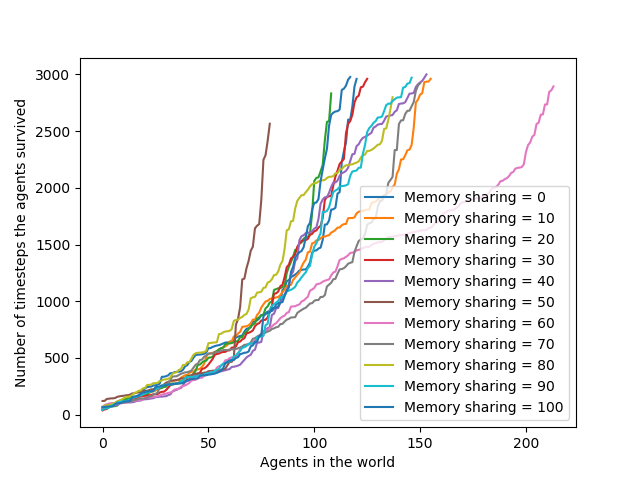 Number of timesteps the agents survived
3000
2500
2000
1500
1000
500
0
0 50 100 150 200
Agents in the world
Memory sharing = 0
Memory sharing = 10
Memory sharing = 20
Memory sharing = 30
Memory sharing = 40
Memory sharing = 50
Memory sharing = 60
Memory sharing = 70
Memory sharing = 80
Memory sharing = 90
Memory sharing = 100